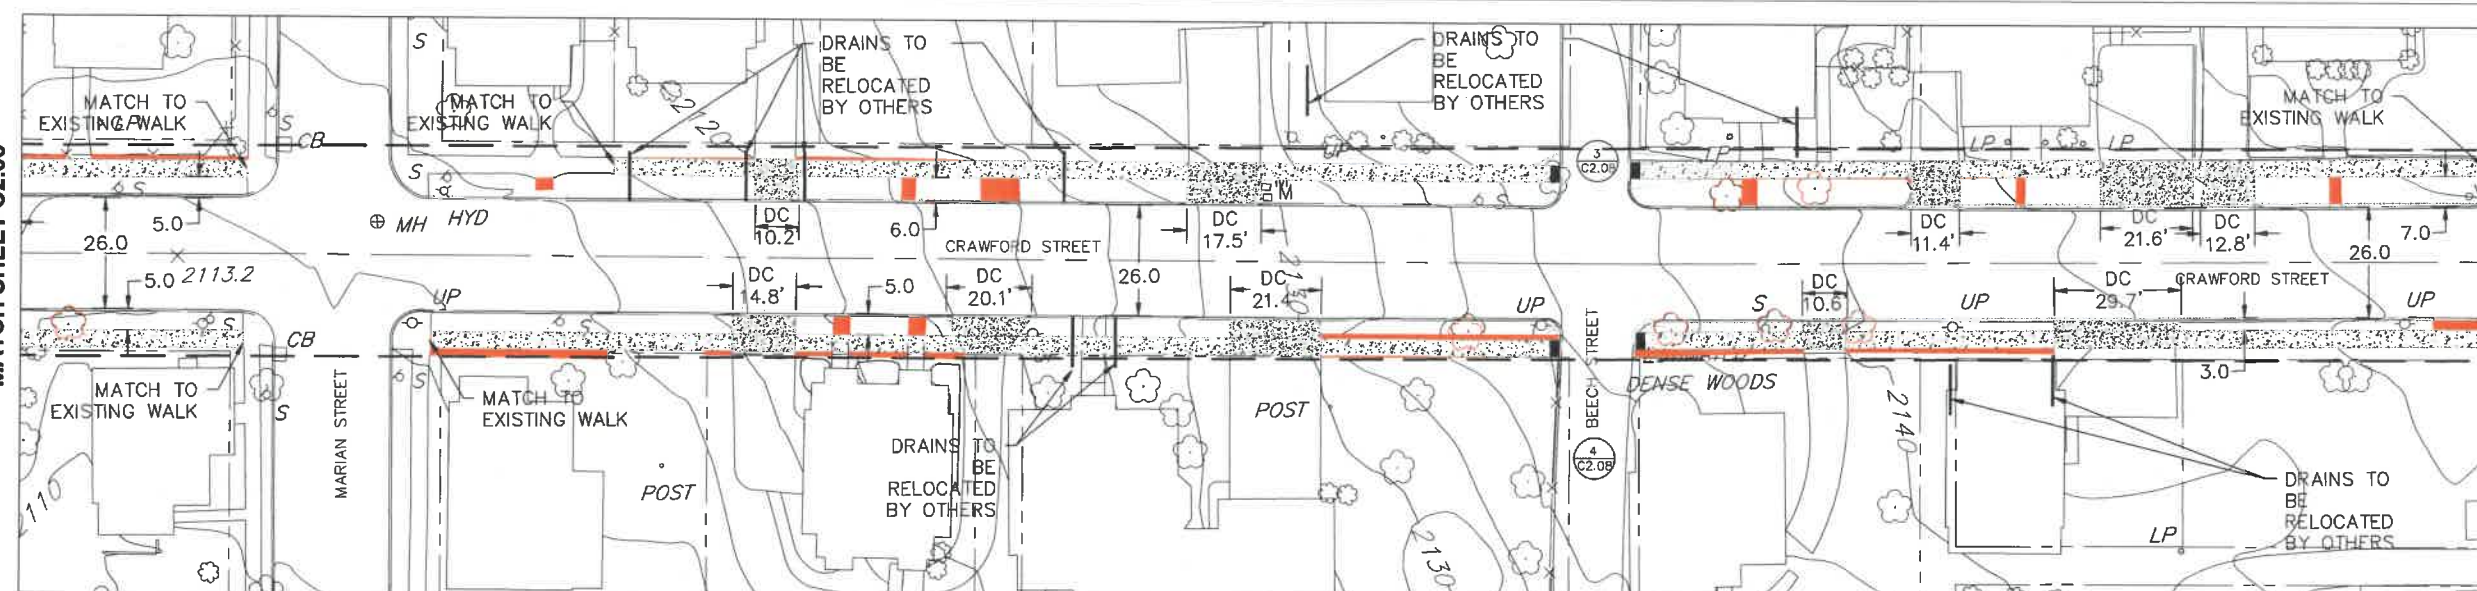 MATCH TO
EXISTING WALK
LP
S
CB
S
5.0
26.0
5.0
2113.2
S
CB
MATCH TO
EXISTING WALK
S
2110
MARIAN STREET
S
MATCH TO
EXISTING WALK
S
MH
HYD
UP
S
S
MATCH TO
EXISTING WALK
POST
2120
DRAINS TO
BE
RELOCATED
BY OTHERS
DC
10.2'
6.0
CRAWFORD STREET
DC
14.8'
5.0
DC
20.1'
26.0
DC
17.5'
M
DC
21.4'
2130
S
UP
POST
DRAINS TO
BE
RELOCATED
BY OTHERS
2130
UP
DRAINS TO
BE
RELOCATED
BY OTHERS
3
C2.08
BEECH STREET
4
C2.08
LP
LP
LP
DC
11.4'
DC
21.6'
DC
12.8'
7.0
26.0
MATCH TO
EXISTING WALK
S
DC
10.6'
UP
DC
29.7'
CRAWFORD STREET
UP
3.0
DENSE WOODS
2140
LP
DRAINS TO
BE
RELOCATED
BY OTHERS